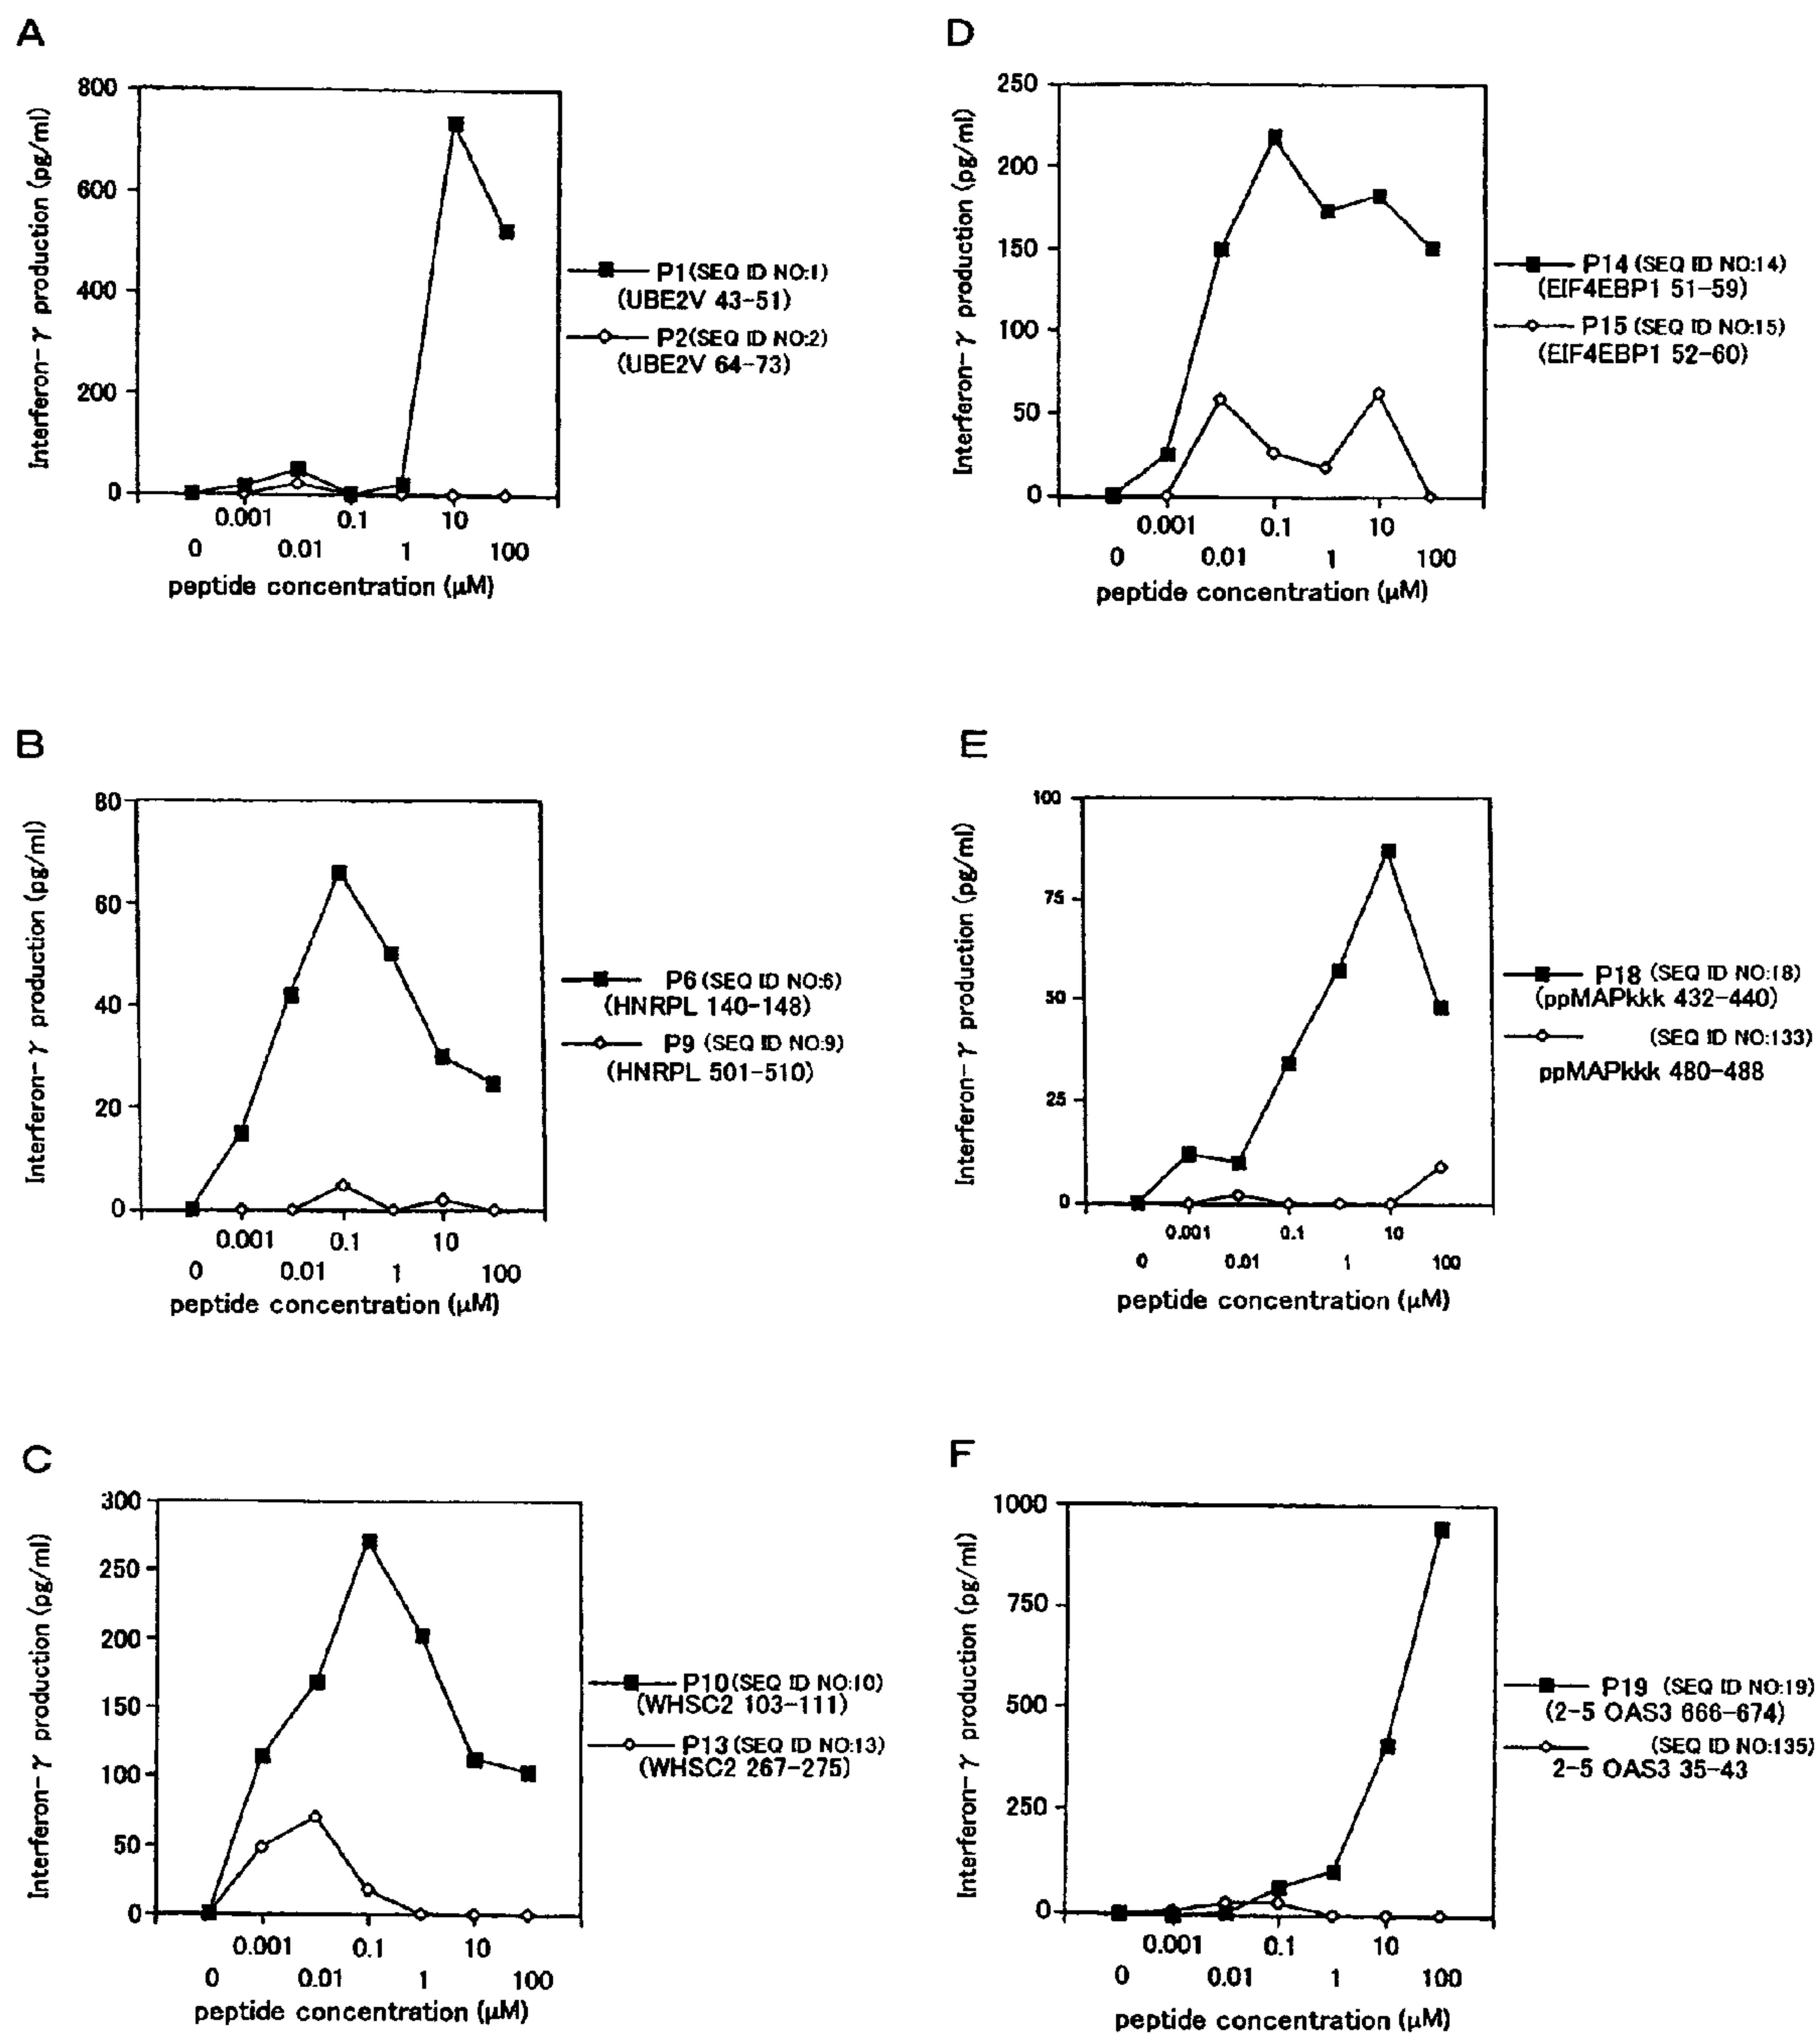 A
Interferon-γ production (pg/ml)
800
600
400
200
0
0.001 0.1 10
0 0.01 1 100
peptide concentration (μM)
P1(SEQ ID NO:1)
(UBE2V 43-51)
P2(SEQ ID NO:2)
(UBE2V 64-73)
D
Interferon-γ production (pg/ml)
250
200
150
100
50
0
0.001 0.1 10
0 0.01 1 100
peptide concentration (μM)
P14 (SEQ ID NO:14)
(EIF4EBP1 51-59)
P15 (SEQ ID NO:15)
(EIF4EBP1 52-60)
B
Interferon-γ production (pg/ml)
80
60
40
20
0
0.001 0.1 10
0 0.01 1 100
peptide concentration (μM)
P6 (SEQ ID NO:6)
(HNRPL 140-148)
P9 (SEQ ID NO:9)
(HNRPL 501-510)
E
Interferon-γ production (pg/ml)
100
75
50
25
0
0.001 0.1 10
0 0.01 1 100
peptide concentration (μM)
P18 (SEQ ID NO:18)
(ppMAPkkk 432-440)
(SEQ ID NO:133)
ppMAPkkk 480-488
C
Interferon-γ production (pg/ml)
300
250
200
150
100
50
0
0.001 0.1 10
0 0.01 1 100
peptide concentration (μM)
P10(SEQ ID NO:10)
(WHSC2 103-111)
P13 (SEQ ID NO:13)
(WHSC2 267-275)
F
Interferon-γ production (pg/ml)
1000
750
500
250
0
0.001 0.1 10
0 0.01 1 100
peptide concentration (μM)
P19 (SEQ ID NO:19)
(2-5 OAS3 666-674)
(SEQ ID NO:135)
2-5 OAS3 35-43